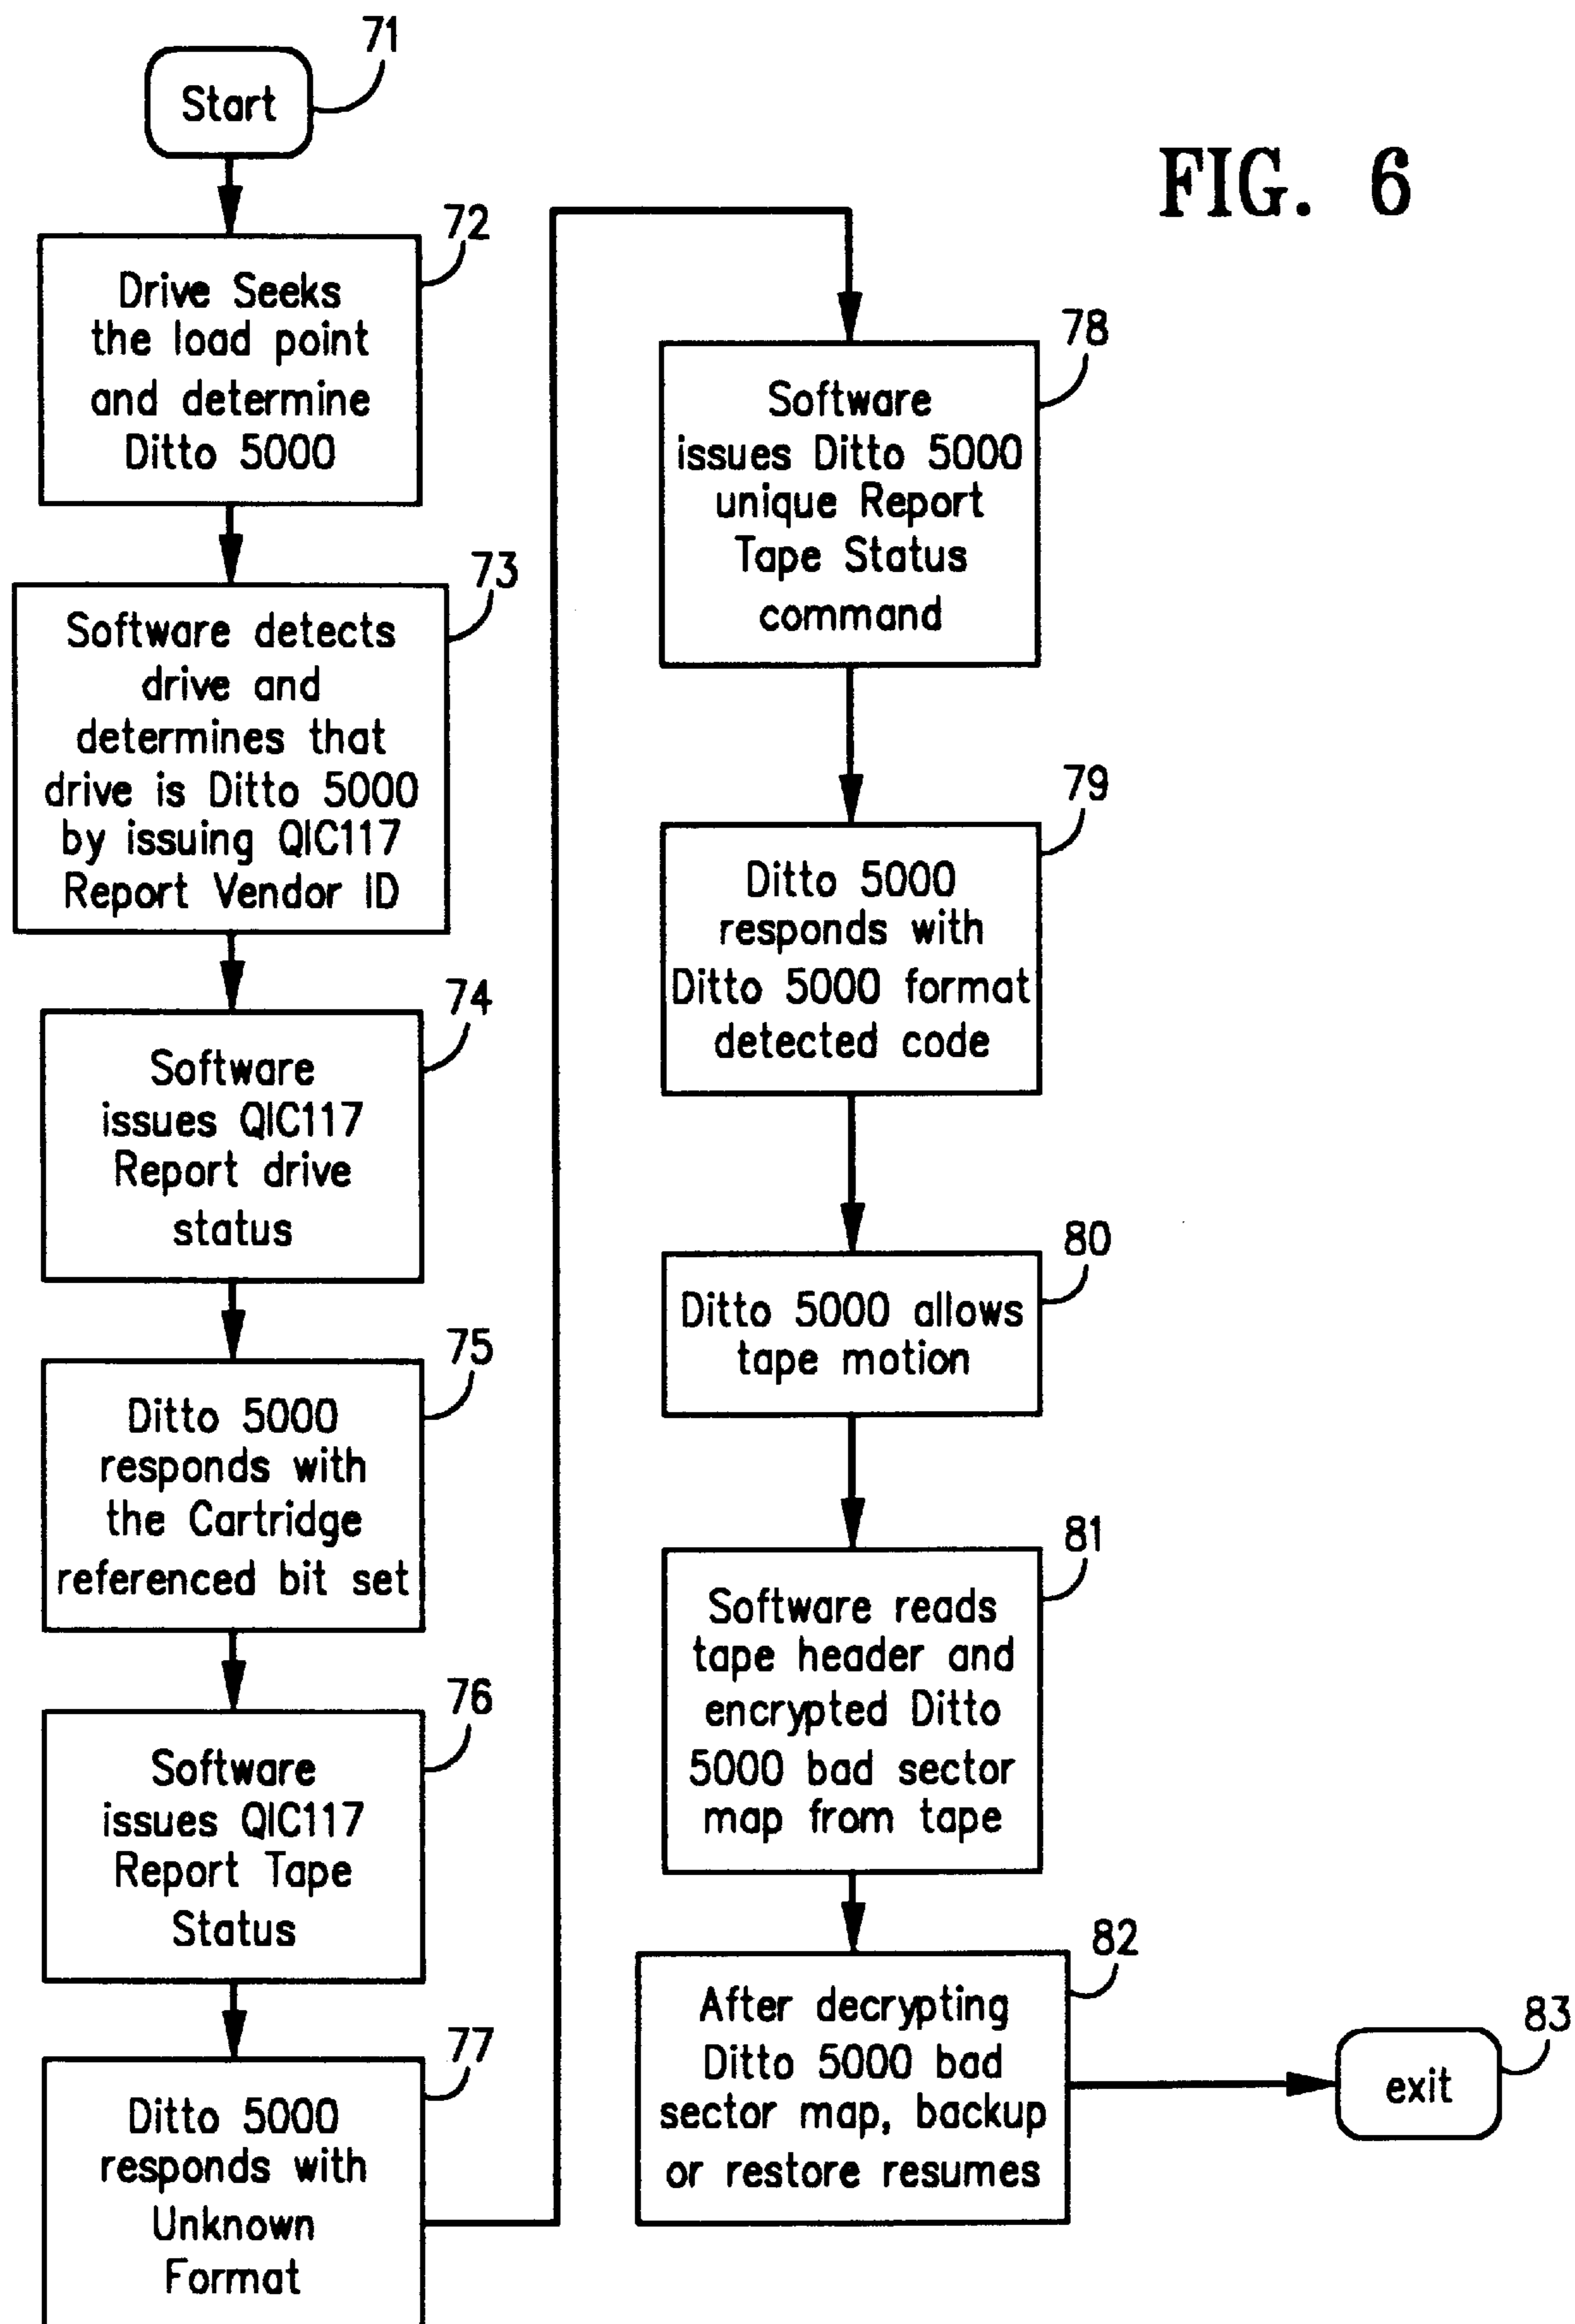 71
Start
FIG. 6
72
Drive Seeks
the load point
and determine
Ditto 5000
73
Software detects
drive and
determines that
drive is Ditto 5000
by issuing QIC117
Report Vendor ID
74
Software
issues QIC117
Report drive
status
75
Ditto 5000
responds with
the Cartridge
referenced bit set
76
Software
issues QIC117
Report Tape
Status
77
Ditto 5000
responds with
Unknown
Format
78
Software
issues Ditto 5000
unique Report
Tape Status
command
79
Ditto 5000
responds with
Ditto 5000 format
detected code
80
Ditto 5000 allows
tape motion
81
Software reads
tape header and
encrypted Ditto
5000 bad sector
map from tape
82
After decrypting
Ditto 5000 bad
sector map, backup
or restore resumes
83
exit